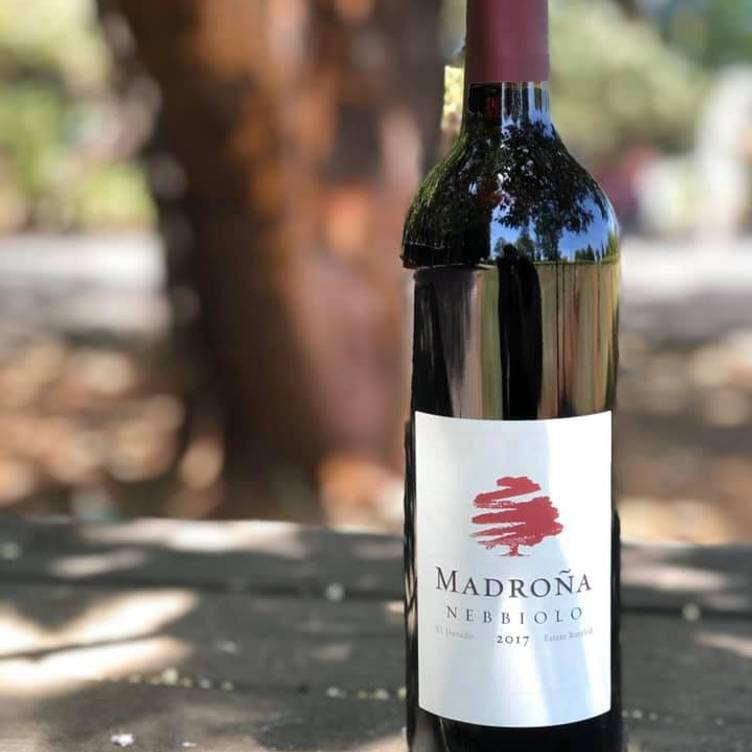 MADROÑA
NEBBIOLO
El Dorado 2017 Estate Bottled